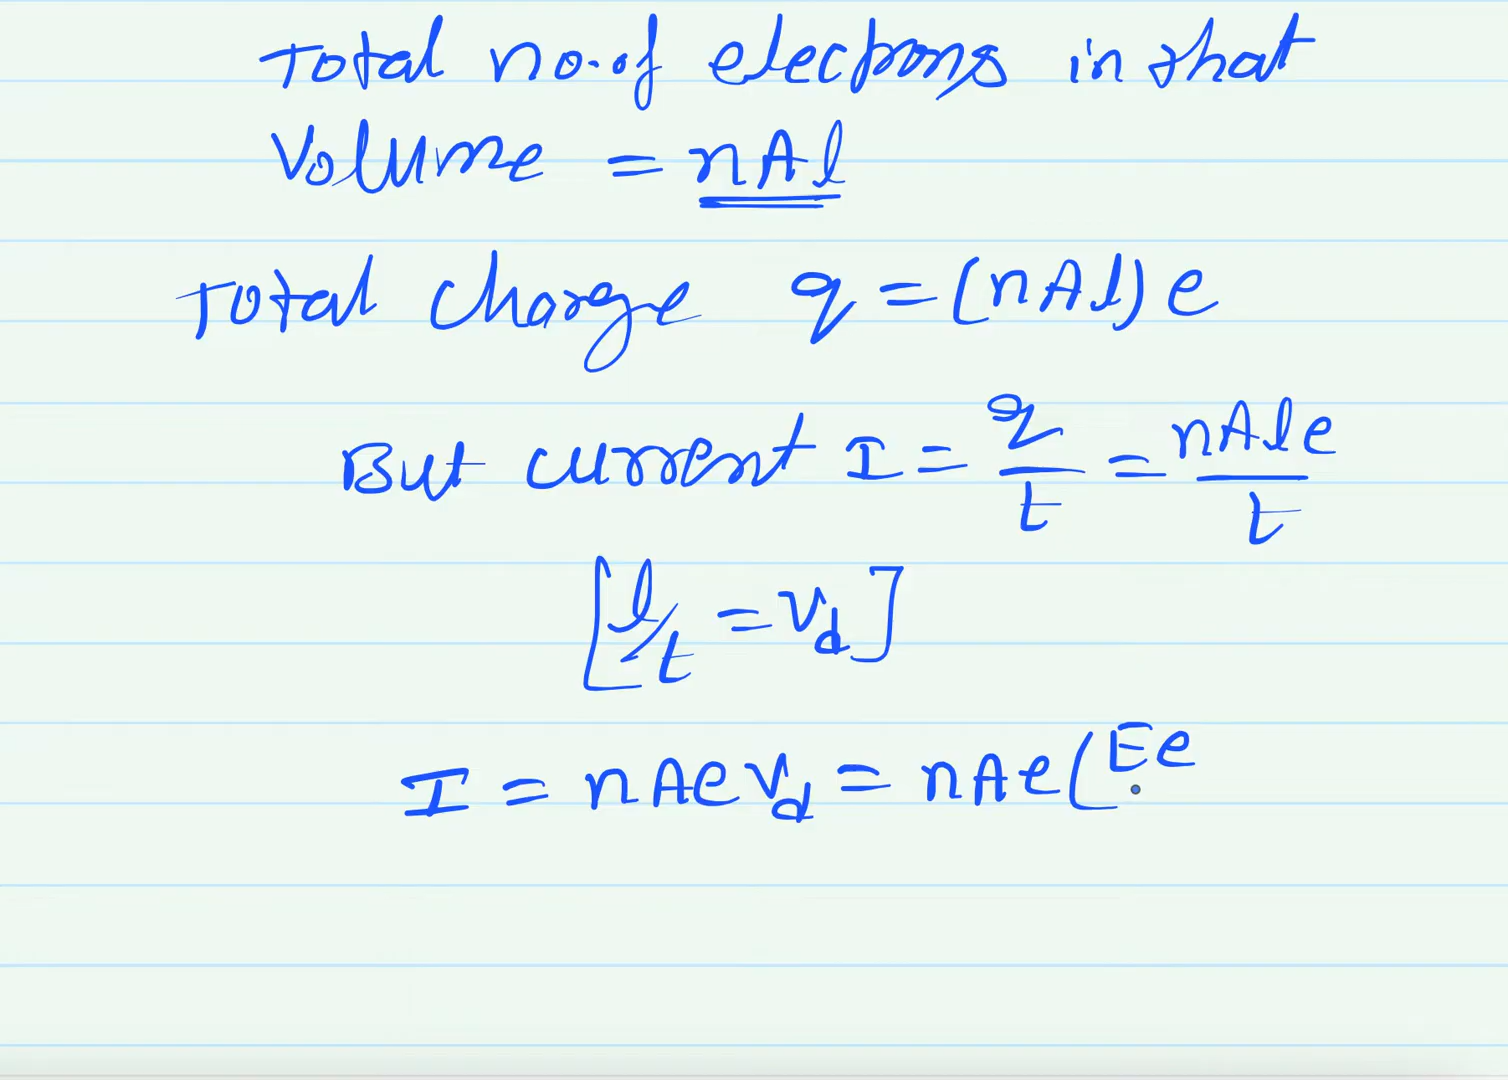 Total no. of electrons in that
Volume = nAl
Total charge q = (nAl) e
But current I = q/t = nAle/t
[l/t = Vd]
I = nAeVd = nAe(Ee